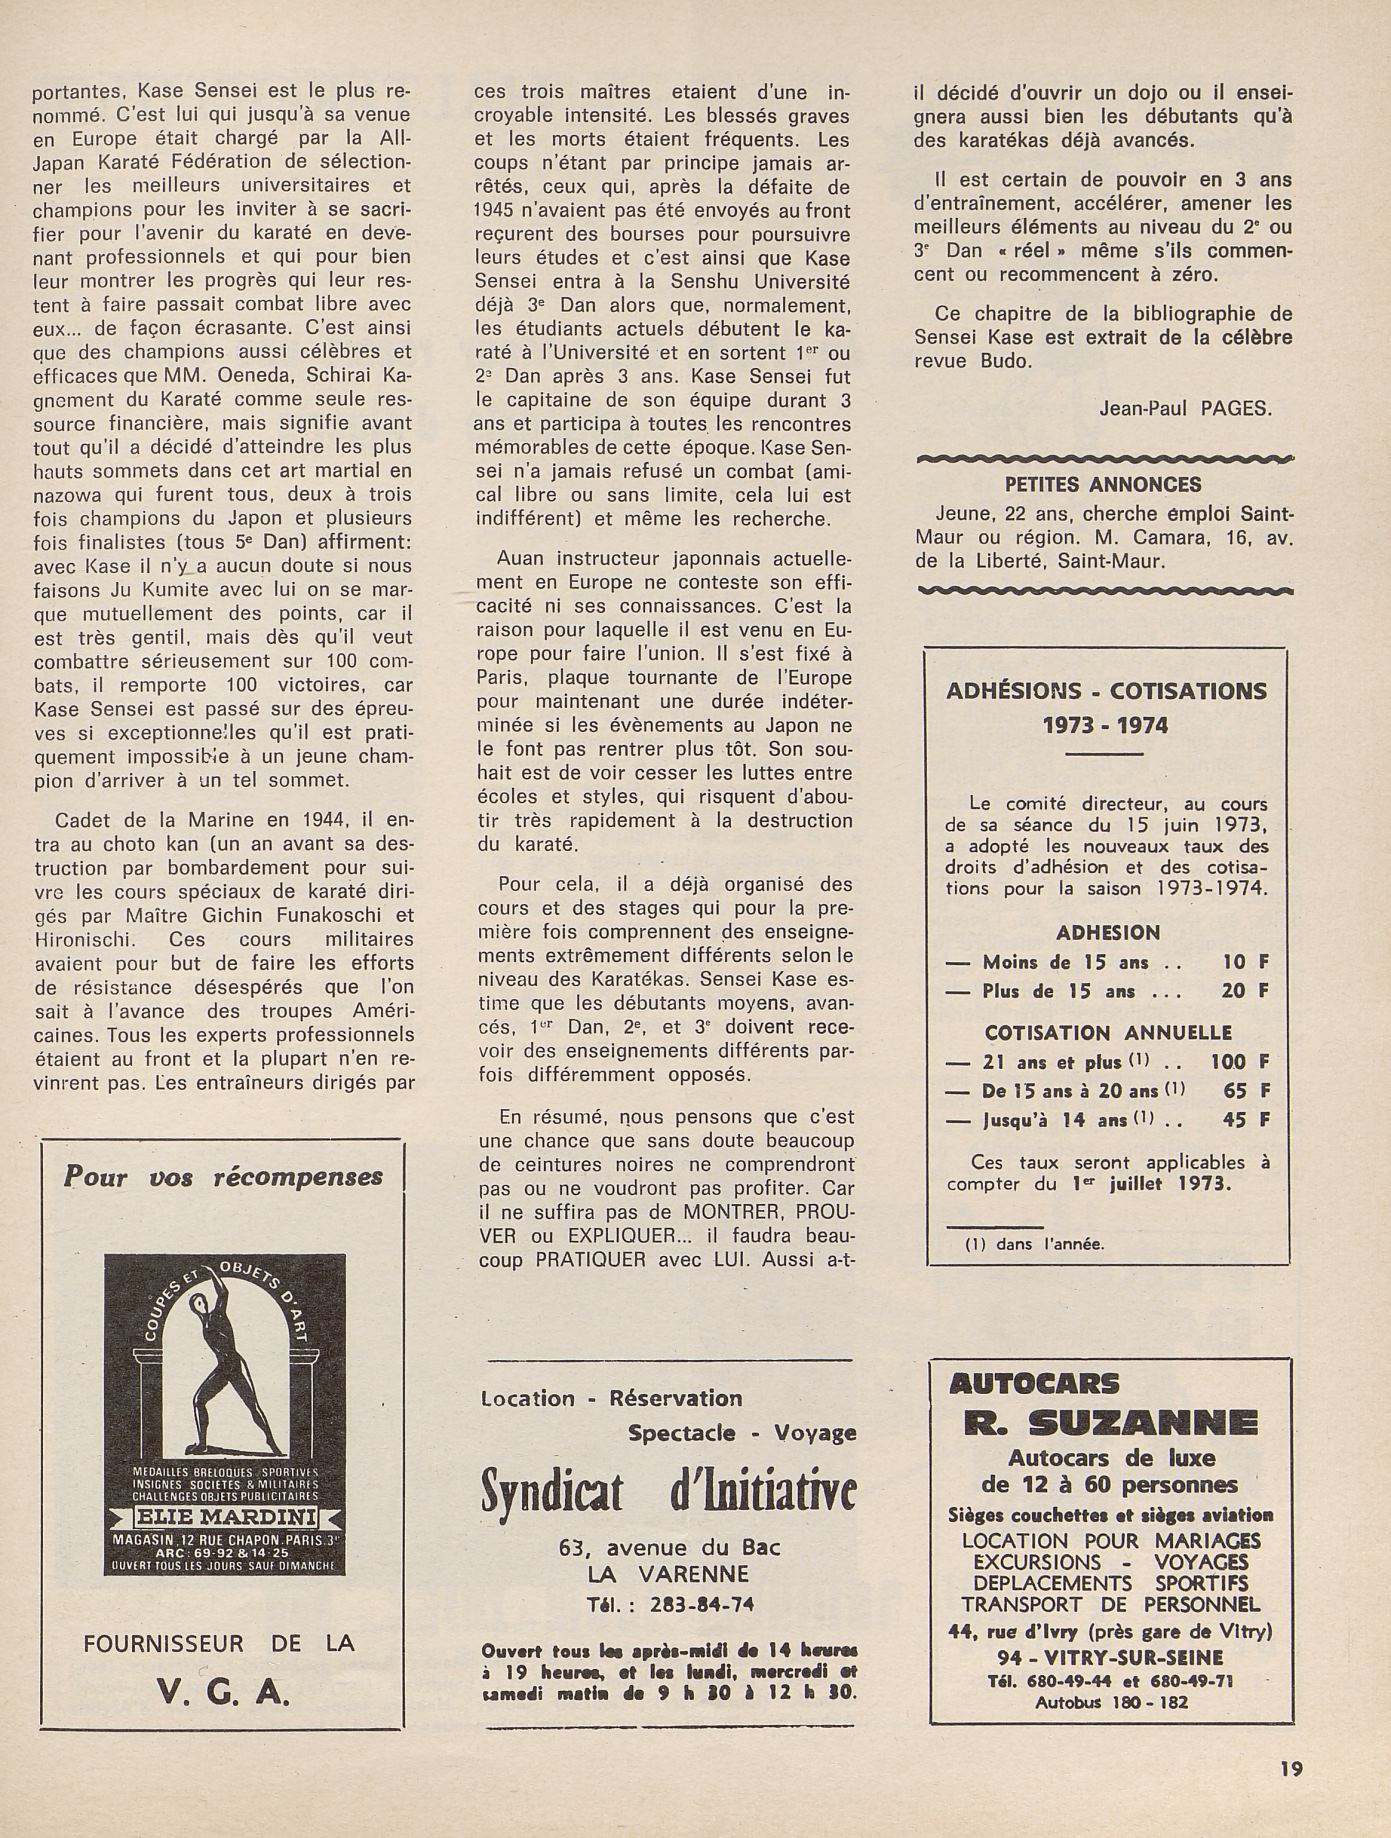 portantes, Kase Sensei est le plus re-
nommé. C'est lui qui jusqu'à sa venue
en Europe était chargé par la All-
Japan Karaté Fédération de sélection-
ner les meilleurs universitaires et
champions pour les inviter à se sacri-
fier pour l'avenir du karaté en deve-
nant professionnels et qui pour bien
leur montrer les progrès qui leur res-
tent à faire passait combat libre avec
eux... de façon écrasante. C'est ainsi
que des champions aussi célèbres et
efficaces que MM. Oeneda, Schirai Ka-
gnement du Karaté comme seule res-
source financière, mais signifie avant
tout qu'il a décidé d'atteindre les plus
hauts sommets dans cet art martial en
nazowa qui furent tous, deux à trois
fois champions du Japon et plusieurs
fois finalistes (tous 5e Dan) affirment:
avec Kase il n'y a aucun doute si nous
faisons Ju Kumite avec lui on se mar-
que mutuellement des points, car il
est très gentil, mais dès qu'il veut
combattre sérieusement sur 100 com-
bats, il remporte 100 victoires, car
Kase Sensei est passé sur des épreu-
ves si exceptionnelles qu'il est prati-
quement impossible à un jeune cham-
pion d'arriver à un tel sommet.
Cadet de la Marine en 1944, il en-
tra au choto kan (un an avant sa des-
truction par bombardement pour sui-
vre les cours spéciaux de karaté diri-
gés par Maître Gichin Funakoschi et
Hironischi. Ces cours militaires
avaient pour but de faire les efforts
de résistance désespérés que l'on
sait à l'avance des troupes Améri-
caines. Tous les experts professionnels
étaient au front et la plupart n'en re-
vinrent pas. Les entraîneurs dirigés par
ces trois maîtres etaient d'une in-
croyable intensité. Les blessés graves
et les morts étaient fréquents. Les
coups n'étant par principe jamais ar-
rêtés, ceux qui, après la défaite de
1945 n'avaient pas été envoyés au front
reçurent des bourses pour poursuivre
leurs études et c'est ainsi que Kase
Sensei entra à la Senshu Université
déjà 3e Dan alors que, normalement,
les étudiants actuels débutent le ka-
raté à l'Université et en sortent 1er ou
2e Dan après 3 ans. Kase Sensei fut
le capitaine de son équipe durant 3
ans et participa à toutes les rencontres
mémorables de cette époque. Kase Sen-
sei n'a jamais refusé un combat (ami-
cal libre ou sans limite, cela lui est
indifférent) et même les recherche.
Auan instructeur japonnais actuelle-
ment en Europe ne conteste son effi-
cacité ni ses connaissances. C'est la
raison pour laquelle il est venu en Eu-
rope pour faire l'union. Il s'est fixé à
Paris, plaque tournante de l'Europe
pour maintenant une durée indéter-
minée si les évènements au Japon ne
le font pas rentrer plus tôt. Son sou-
hait est de voir cesser les luttes entre
écoles et styles, qui risquent d'abou-
tir très rapidement à la destruction
du karaté.
Pour cela, il a déjà organisé des
cours et des stages qui pour la pre-
mière fois comprennent des enseigne-
ments extrêmement différents selon le
niveau des Karatékas. Sensei Kase es-
time que les débutants moyens, avan-
cés, 1er Dan, 2e, et 3e doivent rece-
voir des enseignements différents par-
fois différemment opposés.
En résumé, nous pensons que c'est
une chance que sans doute beaucoup
de ceintures noires ne comprendront
pas ou ne voudront pas profiter. Car
il ne suffira pas de MONTRER, PROU-
VER ou EXPLIQUER... il faudra beau-
coup PRATIQUER avec LUI. Aussi a-t-
il décidé d'ouvrir un dojo ou il ensei-
gnera aussi bien les débutants qu'à
des karatékas déjà avancés.
Il est certain de pouvoir en 3 ans
d'entraînement, accélérer, amener les
meilleurs éléments au niveau du 2e ou
3e Dan « réel » même s'ils commen-
cent ou recommencent à zéro.
Ce chapitre de la bibliographie de
Sensei Kase est extrait de la célèbre
revue Budo.
Jean-Paul PAGES.
PETITES ANNONCES
Jeune, 22 ans, cherche emploi Saint-
Maur ou région. M. Camara, 16, av.
de la Liberté, Saint-Maur.
ADHÉSIONS - COTISATIONS
1973 - 1974
Le comité directeur, au cours
de sa séance du 15 juin 1973,
a adopté les nouveaux taux des
droits d'adhésion et des cotisa-
tions pour la saison 1973-1974.
ADHESION
— Moins de 15 ans .. 10 F
— Plus de 15 ans ... 20 F
COTISATION ANNUELLE
— 21 ans et plus (1) .. 100 F
— De 15 ans à 20 ans (1) 65 F
— Jusqu'à 14 ans (1) .. 45 F
Ces taux seront applicables à
compter du 1er juillet 1973.
(1) dans l'année.
Pour vos récompenses
COUPES ET OBJETS D'ART
MEDAILLES BRELOQUES SPORTIVES
INSIGNES SOCIETES & MILITAIRES
CHALLENGES OBJETS PUBLICITAIRES
ELIE MARDINI
MAGASIN, 12 RUE CHAPON. PARIS. 3e
ARC : 69-92 & 14-25
OUVERT TOUS LES JOURS SAUF DIMANCHE
FOURNISSEUR DE LA
V. G. A.
Location - Réservation
Spectacle - Voyage
Syndicat d'Initiative
63, avenue du Bac
LA VARENNE
Tél. : 283-84-74
Ouvert tous les après-midi de 14 heures
à 19 heures, et les lundi, mercredi et
samedi matin de 9 h 30 à 12 h 30.
AUTOCARS
R. SUZANNE
Autocars de luxe
de 12 à 60 personnes
Sièges couchettes et sièges aviation
LOCATION POUR MARIAGES
EXCURSIONS - VOYAGES
DEPLACEMENTS SPORTIFS
TRANSPORT DE PERSONNEL
44, rue d'Ivry (près gare de Vitry)
94 - VITRY-SUR-SEINE
Tél. 680-49-44 et 680-49-71
Autobus 180 - 182
19